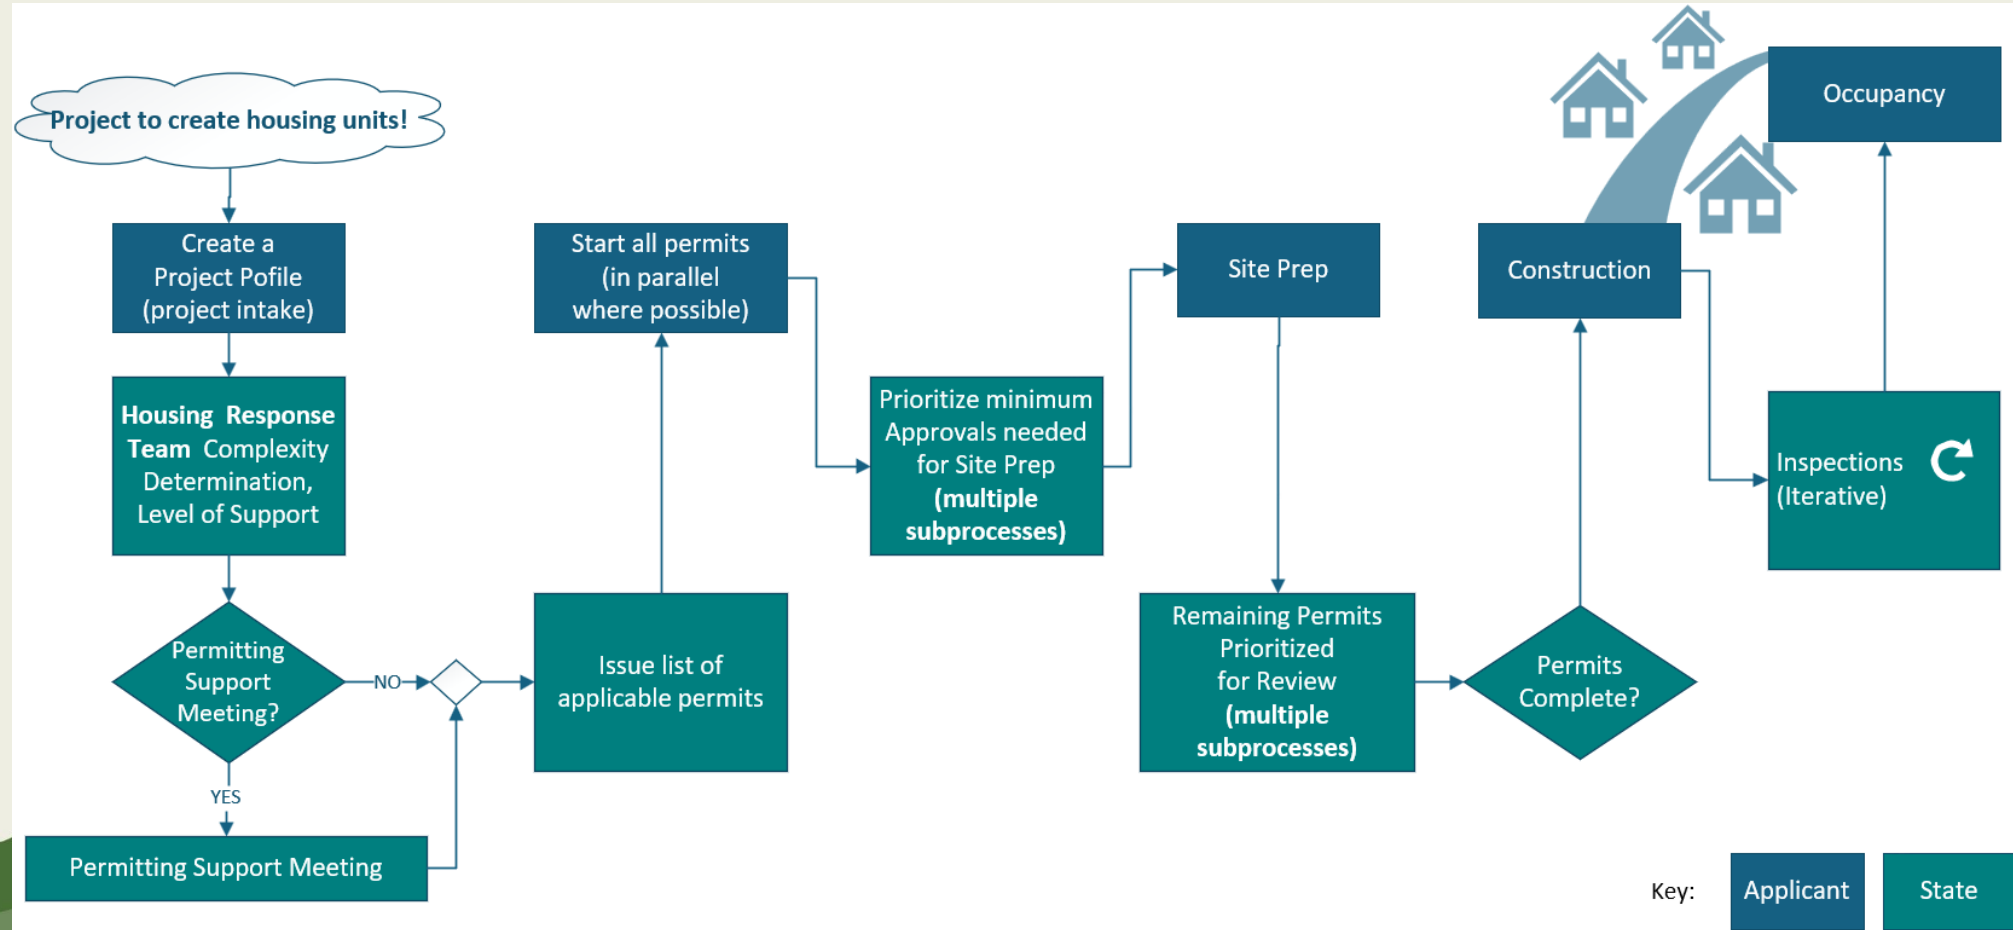 Project to create housing units!
Create a
Project Pofile
(project intake)
Housing Response
Team Complexity
Determination,
Level of Support
Permitting
Support
Meeting?
NO
YES
Permitting Support Meeting
Issue list of
applicable permits
Start all permits
(in parallel
where possible)
Prioritize minimum
Approvals needed
for Site Prep
(multiple
subprocesses)
Site Prep
Remaining Permits
Prioritized
for Review
(multiple
subprocesses)
Permits
Complete?
Construction
Inspections
(Iterative)
Occupancy
Key:
Applicant
State